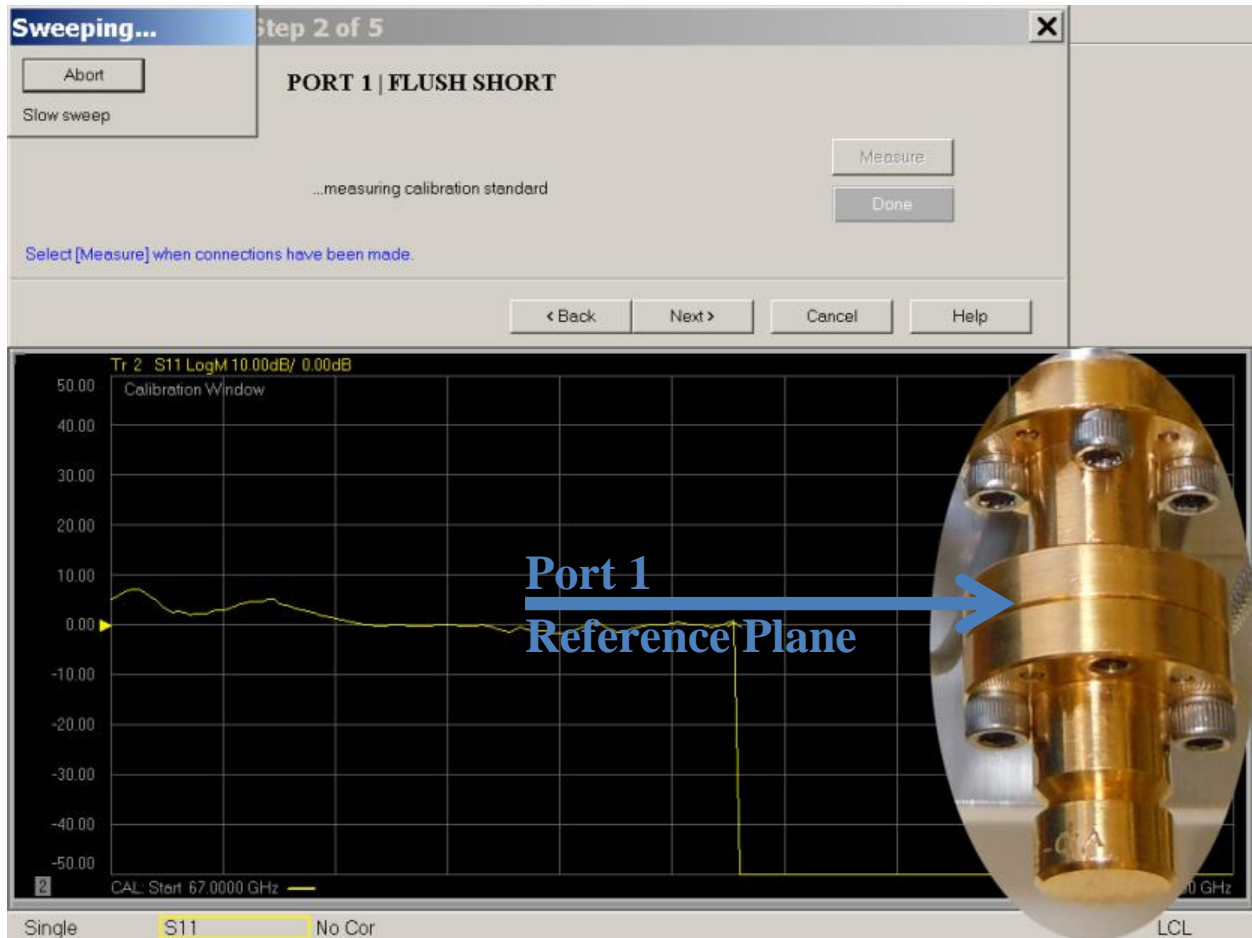 Sweeping...
Step 2 of 5
Abort
PORT 1 | FLUSH SHORT
Slow sweep
Measure
...measuring calibration standard
Done
Select [Measure] when connections have been made.
< Back
Next >
Cancel
Help
Tr 2 S11 LogM 10.00dB/ 0.00dB
50.00
Calibration Window
40.00
30.00
20.00
10.00
Port 1
0.00
Reference Plane
-10.00
-20.00
-30.00
-40.00
-50.00
2
CAL: Start 67.0000 GHz
GHz
Single
S11
No Cor
LCL